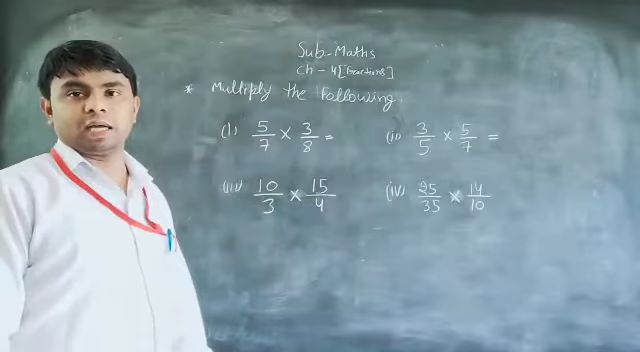 Sub-Maths
Ch-4 [Fractions]
* Multiply the Following.
(i) 5/7 × 3/8 = (ii) 3/5 × 5/7 =
(iii) 10/3 × 15/4 (iv) 25/35 × 14/10